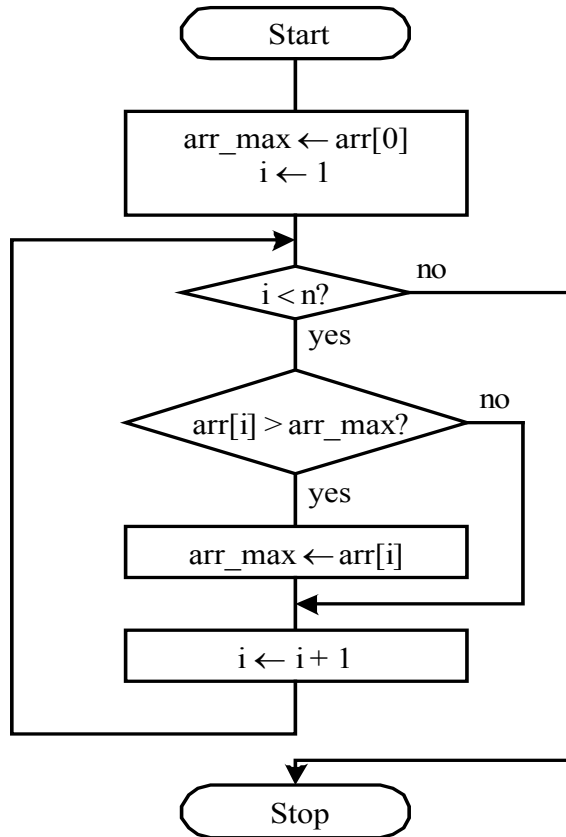 Start
arr_max ← arr[0]
i ← 1
i < n?
no
yes
arr[i] > arr_max?
no
yes
arr_max ← arr[i]
i ← i + 1
Stop